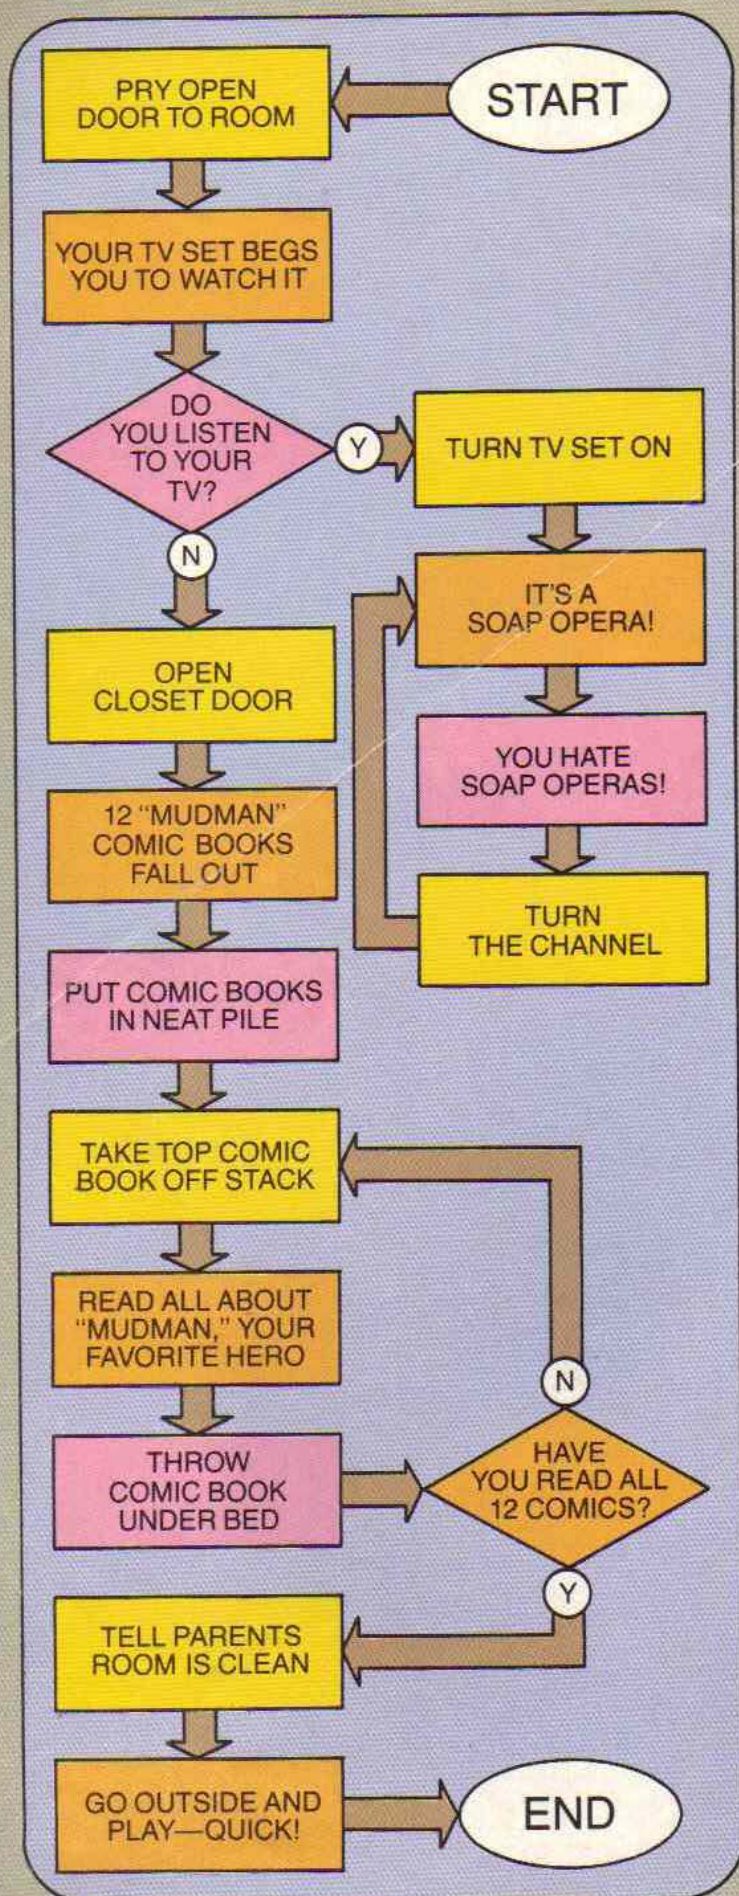 START
PRY OPEN
DOOR TO ROOM
YOUR TV SET BEGS
YOU TO WATCH IT
DO
YOU LISTEN
TO YOUR
TV?
Y
TURN TV SET ON
IT'S A
SOAP OPERA!
YOU HATE
SOAP OPERAS!
TURN
THE CHANNEL
N
OPEN
CLOSET DOOR
12 "MUDMAN"
COMIC BOOKS
FALL OUT
PUT COMIC BOOKS
IN NEAT PILE
TAKE TOP COMIC
BOOK OFF STACK
READ ALL ABOUT
"MUDMAN," YOUR
FAVORITE HERO
THROW
COMIC BOOK
UNDER BED
HAVE
YOU READ ALL
12 COMICS?
N
Y
TELL PARENTS
ROOM IS CLEAN
GO OUTSIDE AND
PLAY—QUICK!
END